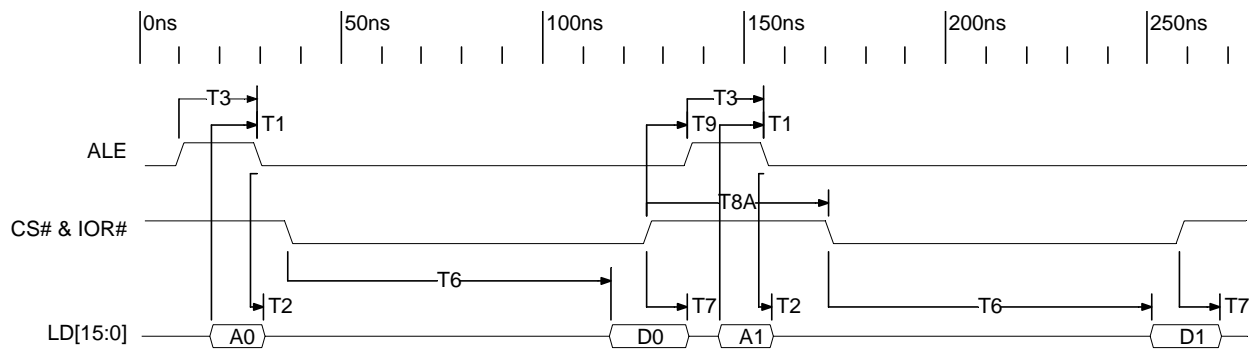 0ns 50ns 100ns 150ns 200ns 250ns
T3 T3
T1 T9 T1
ALE
T8A
CS# & IOR#
T6
T2 T7 T2 T6 T7
LD[15:0] A0 D0 A1 D1